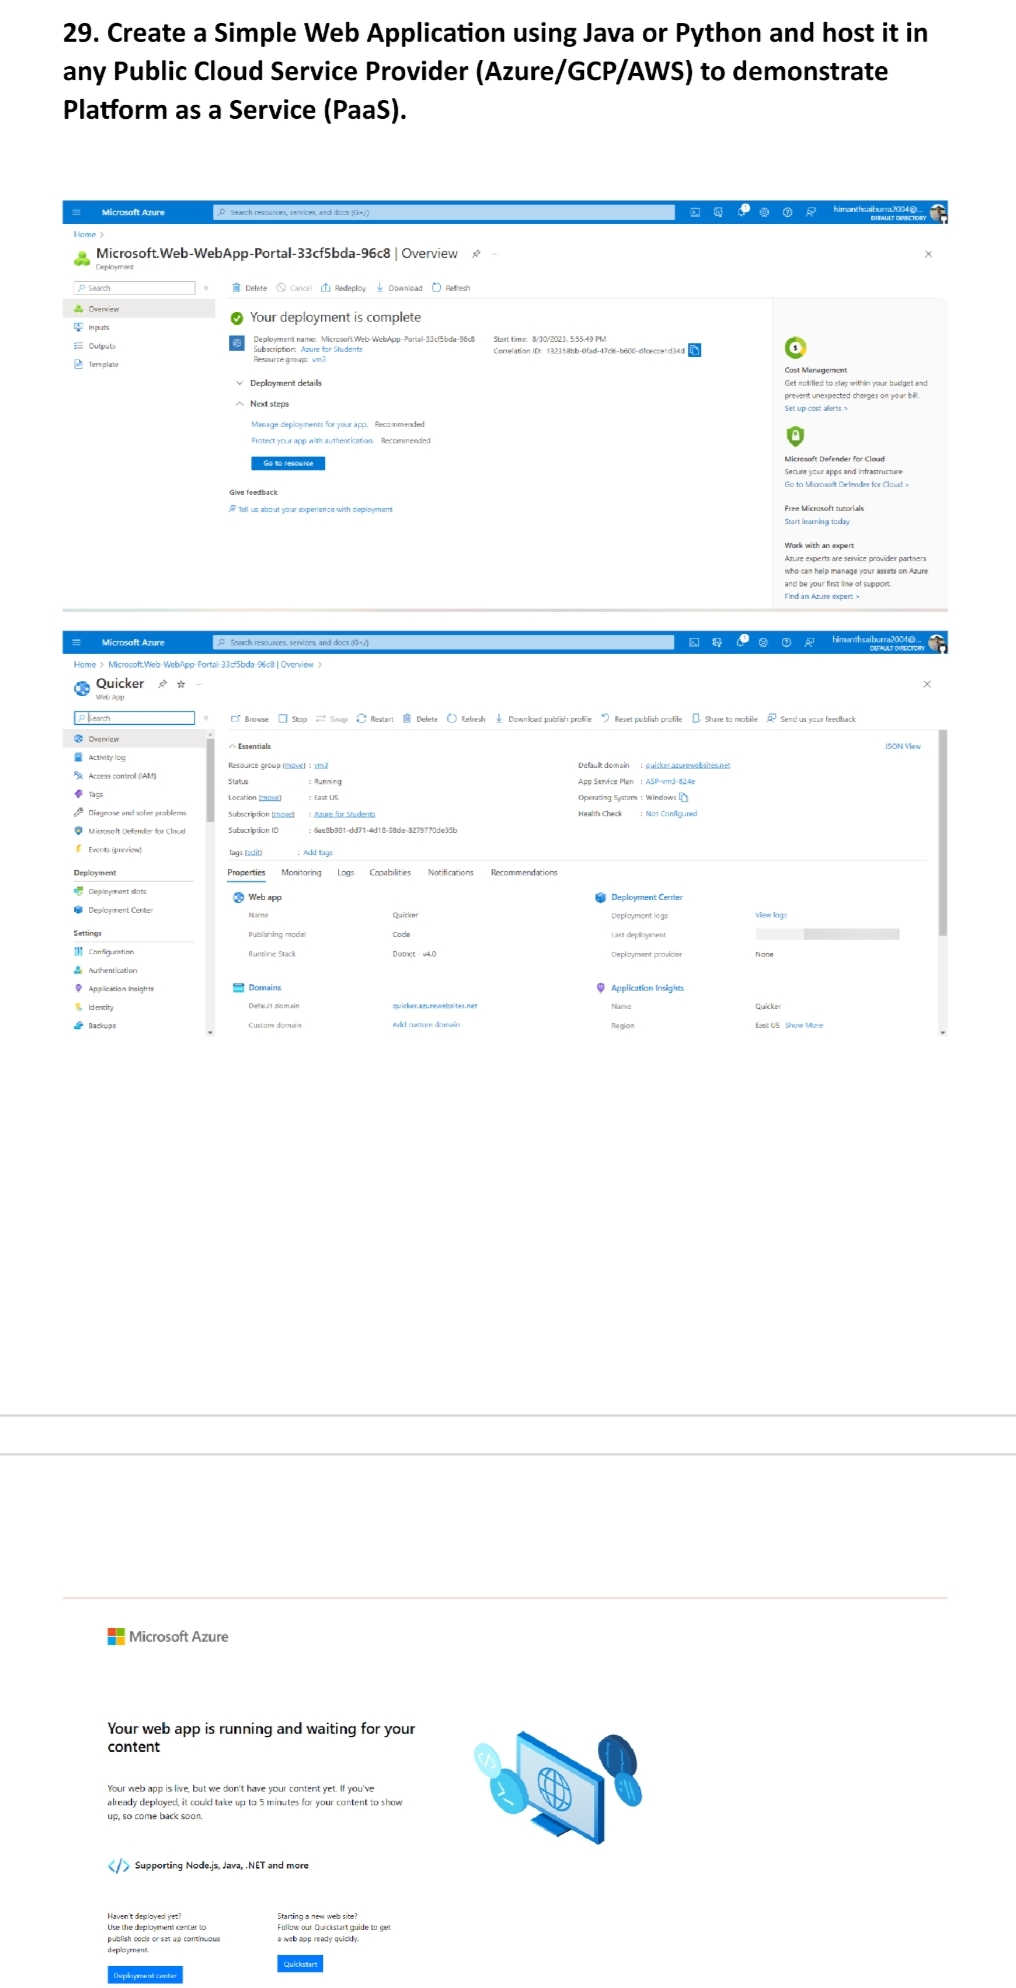 29. Create a Simple Web Application using Java or Python and host it in
any Public Cloud Service Provider (Azure/GCP/AWS) to demonstrate
Platform as a Service (PaaS).
Microsoft Azure
Search resources, services, and docs (G+/)
himanthsaiburra2004@...
DEFAULT DIRECTORY
Home >
Microsoft.Web-WebApp-Portal-33cf5bda-96c8 | Overview
Deployment
Search
Delete Cancel Redeploy Download Refresh
Overview
Inputs
Outputs
Template
Your deployment is complete
Deployment name: Microsoft.Web-WebApp-Portal-33cf5bda-96c8
Subscription: Azure for Students
Resource group: vm3
Start time: 8/30/2023, 5:55:49 PM
Correlation ID:
Deployment details
Next steps
Manage deployments for your app. Recommended
Protect your app with authentication. Recommended
Go to resource
Give feedback
Tell us about your experience with deployment
Cost Management
Get notified to stay within your budget and
prevent unexpected charges on your bill.
Set up cost alerts >
Microsoft Defender for Cloud
Secure your apps and infrastructure
Go to Microsoft Defender for Cloud >
Free Microsoft tutorials
Start learning today
Work with an expert
Azure experts are service provider partners
who can help manage your assets on Azure
and be your first line of support.
Find an Azure expert >
Microsoft Azure
Search resources, services, and docs (G+/)
himanthsaiburra2004@...
DEFAULT DIRECTORY
Home > Microsoft.Web-WebApp-Portal-33cf5bda-96c8 | Overview >
Quicker
Web App
Search
Browse Stop Swap Restart Delete Refresh Download publish profile Reset publish profile Share to mobile Send us your feedback
Overview
Activity log
Access control (IAM)
Tags
Diagnose and solve problems
Microsoft Defender for Cloud
Events (preview)
Deployment
Deployment slots
Deployment Center
Settings
Configuration
Authentication
Application Insights
Identity
Backups
Essentials
JSON View
Resource group (move) : vm3
Status : Running
Location (move) : East US
Subscription (move) : Azure for Students
Subscription ID : 6ae8b981-dd71-4d18-98de-8279770de35b
Tags (edit) : Add tags
Default domain : quicker.azurewebsites.net
App Service Plan : ASP-vm3-824e
Operating System : Windows
Health Check : Not Configured
Properties Monitoring Logs Capabilities Notifications Recommendations
Web app
Name Quicker
Publishing model Code
Runtime Stack Dotnet - v4.0
Domains
Default domain quicker.azurewebsites.net
Custom domain Add custom domain
Deployment Center
Deployment logs View logs
Last deployment
Deployment provider None
Application Insights
Name Quicker
Region East US Show More
Microsoft Azure
Your web app is running and waiting for your
content
Your web app is live, but we don't have your content yet. If you've
already deployed, it could take up to 5 minutes for your content to show
up, so come back soon.
</> Supporting Node.js, Java, .NET and more
Haven't deployed yet?
Use the deployment center to
publish code or set up continuous
deployment.
Deployment center
Starting a new web site?
Follow our Quickstart guide to get
a web app ready quickly.
Quickstart